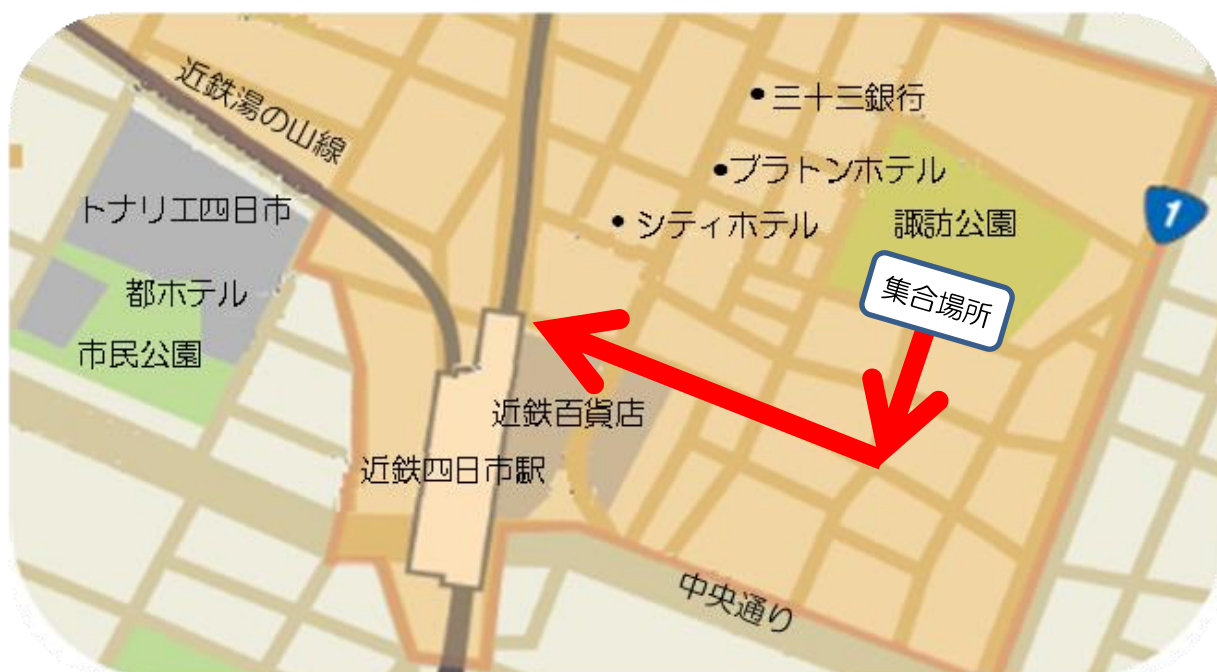 近鉄湯の山線
三十三銀行
プラトンホテル
トナリエ四日市
シティホテル
諏訪公園
1
都ホテル
集合場所
市民公園
近鉄百貨店
近鉄四日市駅
中央通り